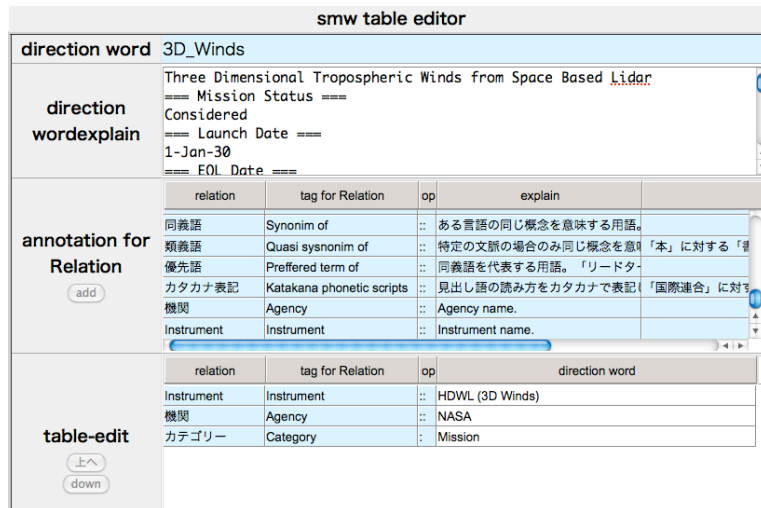 smw table editor
direction word 3D_Winds
direction wordexplain
Three Dimensional Tropospheric Winds from Space Based Lidar
=== Mission Status ===
Considered
=== Launch Date ===
1-Jan-30
=== EOL Date ===
annotation for Relation
add
relation tag for Relation op explain
同義語 Synonim of :: ある言語の同じ概念を意味する用語。
類義語 Quasi sysnonim of :: 特定の文脈の場合のみ同じ概念を意 「本」に対する「
優先語 Preffered term of :: 同義語を代表する用語。「リードター
カタカナ表記 Katakana phonetic scripts :: 見出し語の読み方をカタカナで表記 「国際連合」に対
機関 Agency :: Agency name.
Instrument Instrument :: Instrument name.
table-edit
上へ
down
relation tag for Relation op direction word
Instrument Instrument :: HDWL (3D Winds)
機関 Agency :: NASA
カテゴリー Category : Mission